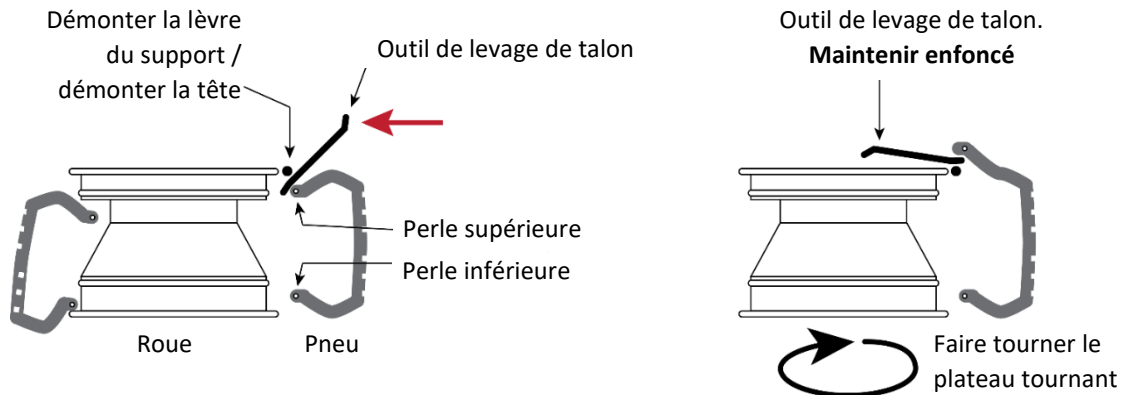 Démonter la lèvre
du support /
démonter la tête
Outil de levage de talon
Perle supérieure
Perle inférieure
Roue
Pneu
Outil de levage de talon.
Maintenir enfoncé
Faire tourner le
plateau tournant